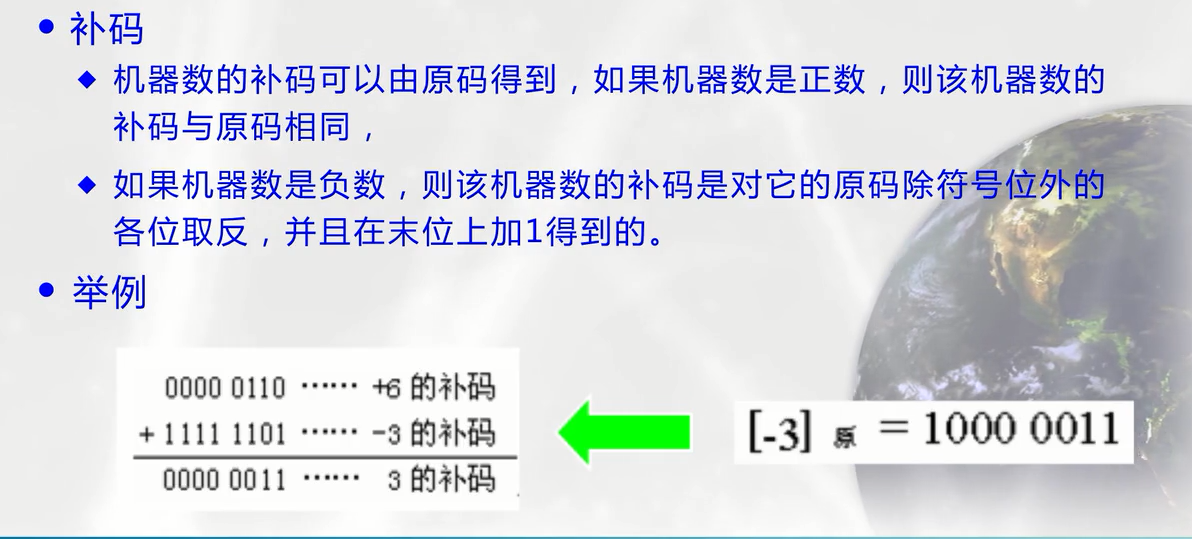 • 补码
◆ 机器数的补码可以由原码得到，如果机器数是正数，则该机器数的
补码与原码相同，
◆ 如果机器数是负数，则该机器数的补码是对它的原码除符号位外的
各位取反，并且在末位上加1得到的。
• 举例
0000 0110 …… +6 的补码
+ 1111 1101 …… -3 的补码
0000 0011 …… 3 的补码
[-3]原 = 1000 0011